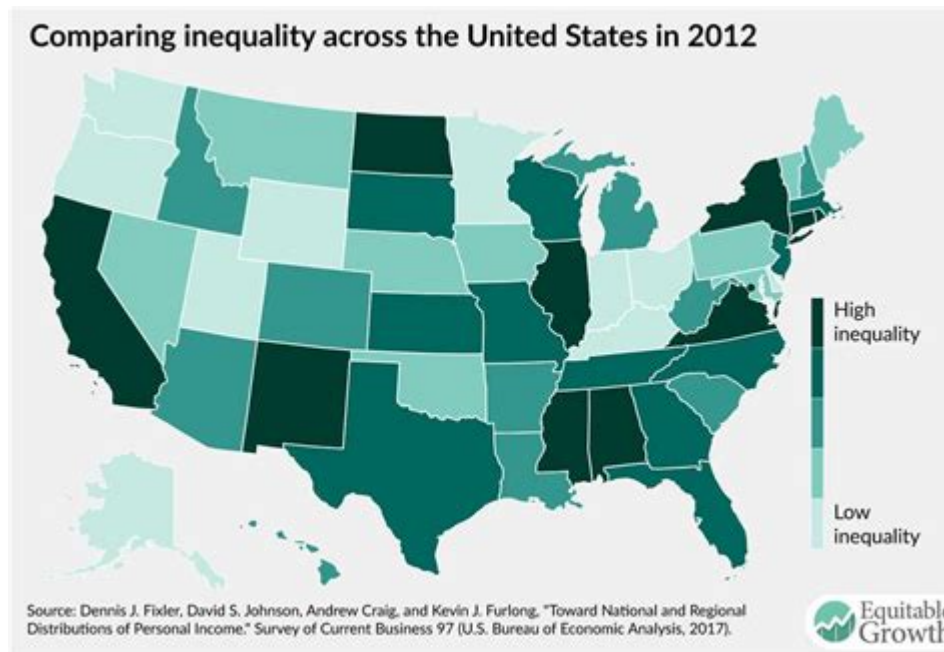 Comparing inequality across the United States in 2012
High
inequality
Low
inequality
Source: Dennis J. Fixler, David S. Johnson, Andrew Craig, and Kevin J. Furlong, "Toward National and Regional
Distributions of Personal Income." Survey of Current Business 97 (U.S. Bureau of Economic Analysis, 2017).
Equitable
Growth